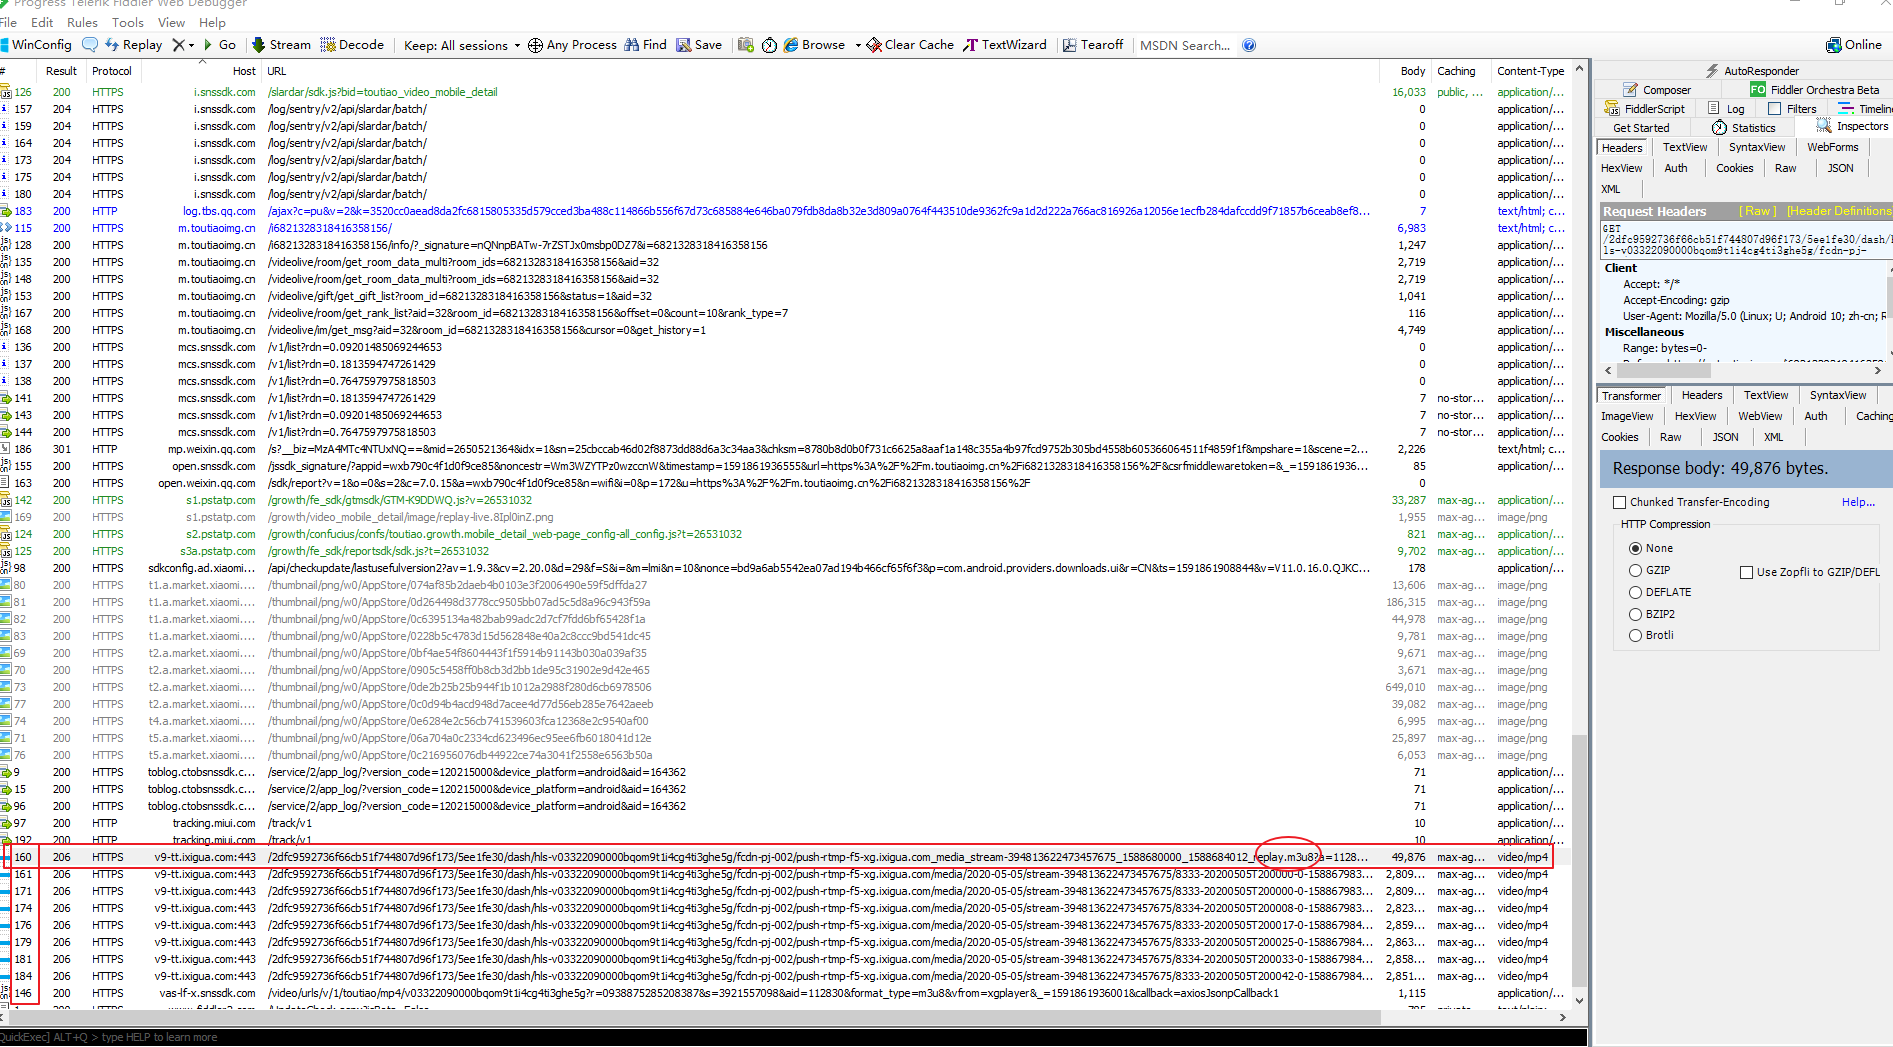 Progress Telerik Fiddler Web Debugger
File Edit Rules Tools View Help
WinConfig Replay X Go Stream Decode Keep: All sessions Any Process Find Save Browse Clear Cache TextWizard Tearoff MSDN Search... Online
# Result Protocol Host URL Body Caching Content-Type
126 200 HTTPS i.snssdk.com /slardar/sdk.js?bid=toutiao_video_mobile_detail 16,033 public, ... application/...
157 204 HTTPS i.snssdk.com /log/sentry/v2/api/slardar/batch/ 0 application/...
159 204 HTTPS i.snssdk.com /log/sentry/v2/api/slardar/batch/ 0 application/...
164 204 HTTPS i.snssdk.com /log/sentry/v2/api/slardar/batch/ 0 application/...
173 204 HTTPS i.snssdk.com /log/sentry/v2/api/slardar/batch/ 0 application/...
175 204 HTTPS i.snssdk.com /log/sentry/v2/api/slardar/batch/ 0 application/...
180 204 HTTPS i.snssdk.com /log/sentry/v2/api/slardar/batch/ 0 application/...
183 200 HTTP log.tbs.qq.com /ajax?c=pu&v=2&k=3520cc0aead8da2fc6815805335d579cced3ba488c114866b556f67d73c685884e646ba079fdb8da8b32e3d809a0764f443510de9362fc9a1d2d222a766ac816926a12056e1ecfb284dafccdd9f71857b6ceab8ef8... 7 text/html; c...
115 200 HTTPS m.toutiaoimg.cn /i6821328318416358156/ 6,983 text/html; c...
128 200 HTTPS m.toutiaoimg.cn /i6821328318416358156/info/?_signature=nQNnpBATw-7rZSTJx0msbp0DZ7&i=6821328318416358156 1,247 application/...
135 200 HTTPS m.toutiaoimg.cn /videolive/room/get_room_data_multi?room_ids=6821328318416358156&aid=32 2,719 application/...
148 200 HTTPS m.toutiaoimg.cn /videolive/room/get_room_data_multi?room_ids=6821328318416358156&aid=32 2,719 application/...
153 200 HTTPS m.toutiaoimg.cn /videolive/gift/get_gift_list?room_id=6821328318416358156&status=1&aid=32 1,041 application/...
167 200 HTTPS m.toutiaoimg.cn /videolive/room/get_rank_list?aid=32&room_id=6821328318416358156&offset=0&count=10&rank_type=7 116 application/...
168 200 HTTPS m.toutiaoimg.cn /videolive/im/get_msg?aid=32&room_id=6821328318416358156&cursor=0&get_history=1 4,749 application/...
136 200 HTTPS mcs.snssdk.com /v1/list?rdn=0.09201485069244653 0 application/...
137 200 HTTPS mcs.snssdk.com /v1/list?rdn=0.1813594747261429 0 application/...
138 200 HTTPS mcs.snssdk.com /v1/list?rdn=0.7647597975818503 0 application/...
141 200 HTTPS mcs.snssdk.com /v1/list?rdn=0.1813594747261429 7 no-stor... application/...
143 200 HTTPS mcs.snssdk.com /v1/list?rdn=0.09201485069244653 7 no-stor... application/...
144 200 HTTPS mcs.snssdk.com /v1/list?rdn=0.7647597975818503 7 no-stor... application/...
186 301 HTTP mp.weixin.qq.com /s?__biz=MzA4MTc4NTUxNQ==&mid=2650521364&idx=1&sn=25cbccab46d02f8873dd88d6a3c34aa3&chksm=8780b8d0b0f731c6625a8aaf1a148c355a4b97fcd9752b305bd4558b605366064511f4859f1f&mpshare=1&scene=2... 2,226 text/html; c...
155 200 HTTPS open.snssdk.com /jssdk_signature/?appid=wxb790c4f1d0f9ce85&noncestr=Wm3WZYTPz0wzccnW&timestamp=1591861936555&url=https%3A%2F%2Fm.toutiaoimg.cn%2Fi6821328318416358156%2F&csrfmiddlewaretoken=&_=1591861936... 85 application/...
163 200 HTTPS open.weixin.qq.com /sdk/report?v=1&o=0&s=2&c=7.0.15&a=wxb790c4f1d0f9ce85&n=wifi&i=0&p=172&u=https%3A%2F%2Fm.toutiaoimg.cn%2Fi6821328318416358156%2F 0
142 200 HTTPS s1.pstatp.com /growth/fe_sdk/gtmsdk/GTM-K9DDWQ.js?v=26531032 33,287 max-ag... application/...
169 200 HTTPS s1.pstatp.com /growth/video_mobile_detail/image/replay-live.8Ipl0inZ.png 1,955 max-ag... image/png
124 200 HTTPS s2.pstatp.com /growth/confucius/confs/toutiao.growth.mobile_detail_web-page_config-all_config.js?t=26531032 821 max-ag... application/...
125 200 HTTPS s3a.pstatp.com /growth/fe_sdk/reportsdk/sdk.js?t=26531032 9,702 max-ag... application/...
98 200 HTTPS sdkconfig.ad.xiaomi.... /api/checkupdate/lastusefulversion2?av=1.9.3&cv=2.20.0&d=29&f=S&i=&m=lmi&n=10&nonce=bd9a6ab5542ea07ad194b466cf65f6f3&p=com.android.providers.downloads.ui&r=CN&ts=1591861908844&v=V11.0.16.0.QJKC... 178 application/...
80 200 HTTPS t1.a.market.xiaomi.... /thumbnail/png/w0/AppStore/074af85b2daeb4b0103e3f2006490e59f5dffda27 13,606 max-ag... image/png
81 200 HTTPS t1.a.market.xiaomi.... /thumbnail/png/w0/AppStore/0d264498d3778cc9505bb07ad5c5d8a96c943f59a 186,315 max-ag... image/png
82 200 HTTPS t1.a.market.xiaomi.... /thumbnail/png/w0/AppStore/0c6395134a482bab99adc2d7cf7fdd6bf65428f1a 44,978 max-ag... image/png
83 200 HTTPS t1.a.market.xiaomi.... /thumbnail/png/w0/AppStore/0228b5c4783d15d562848e40a2c8ccc9bd541dc45 9,781 max-ag... image/png
69 200 HTTPS t2.a.market.xiaomi.... /thumbnail/png/w0/AppStore/0bf4ae54f8604443f1f5914b91143b030a039af35 9,671 max-ag... image/png
70 200 HTTPS t2.a.market.xiaomi.... /thumbnail/png/w0/AppStore/0905c5458ff0b8cb3d2bb1de95c31902e9d42e465 3,671 max-ag... image/png
73 200 HTTPS t2.a.market.xiaomi.... /thumbnail/png/w0/AppStore/0de2b25b25b944f1b1012a2988f280d6cb6978506 649,010 max-ag... image/png
77 200 HTTPS t2.a.market.xiaomi.... /thumbnail/png/w0/AppStore/0c0d94b4acd948d7acee4d77d56eb285e7642aeeb 39,082 max-ag... image/png
74 200 HTTPS t4.a.market.xiaomi.... /thumbnail/png/w0/AppStore/0e6284e2c56cb741539603fca12368e2c9540af00 6,995 max-ag... image/png
71 200 HTTPS t5.a.market.xiaomi.... /thumbnail/png/w0/AppStore/06a704a0c2334cd623496ec95ee6fb6018041d12e 25,897 max-ag... image/png
76 200 HTTPS t5.a.market.xiaomi.... /thumbnail/png/w0/AppStore/0c216956076db44922ce74a3041f2558e6563b50a 6,053 max-ag... image/png
9 200 HTTPS toblog.ctobsnssdk.c... /service/2/app_log/?version_code=120215000&device_platform=android&aid=164362 71 application/...
15 200 HTTPS toblog.ctobsnssdk.c... /service/2/app_log/?version_code=120215000&device_platform=android&aid=164362 71 application/...
96 200 HTTPS toblog.ctobsnssdk.c... /service/2/app_log/?version_code=120215000&device_platform=android&aid=164362 71 application/...
97 200 HTTP tracking.miui.com /track/v1 10 application/...
192 200 HTTP tracking.miui.com /track/v1 10 application/...
160 206 HTTPS v9-tt.ixigua.com:443 /2dfc9592736f66cb51f744807d96f173/5ee1fe30/dash/hls-v03322090000bqom9t1i4cg4ti3ghe5g/fcdn-pj-002/push-rtmp-f5-xg.ixigua.com_media_stream-394813622473457675_1588680000_1588684012_replay.m3u8?a=1128... 49,876 max-ag... video/mp4
161 206 HTTPS v9-tt.ixigua.com:443 /2dfc9592736f66cb51f744807d96f173/5ee1fe30/dash/hls-v03322090000bqom9t1i4cg4ti3ghe5g/fcdn-pj-002/push-rtmp-f5-xg.ixigua.com/media/2020-05-05/stream-394813622473457675/8333-20200505T200000-0-158867983... 2,809... max-ag... video/mp4
171 206 HTTPS v9-tt.ixigua.com:443 /2dfc9592736f66cb51f744807d96f173/5ee1fe30/dash/hls-v03322090000bqom9t1i4cg4ti3ghe5g/fcdn-pj-002/push-rtmp-f5-xg.ixigua.com/media/2020-05-05/stream-394813622473457675/8333-20200505T200000-0-158867983... 2,809... max-ag... video/mp4
174 206 HTTPS v9-tt.ixigua.com:443 /2dfc9592736f66cb51f744807d96f173/5ee1fe30/dash/hls-v03322090000bqom9t1i4cg4ti3ghe5g/fcdn-pj-002/push-rtmp-f5-xg.ixigua.com/media/2020-05-05/stream-394813622473457675/8334-20200505T200008-0-158867983... 2,823... max-ag... video/mp4
176 206 HTTPS v9-tt.ixigua.com:443 /2dfc9592736f66cb51f744807d96f173/5ee1fe30/dash/hls-v03322090000bqom9t1i4cg4ti3ghe5g/fcdn-pj-002/push-rtmp-f5-xg.ixigua.com/media/2020-05-05/stream-394813622473457675/8333-20200505T200017-0-158867984... 2,859... max-ag... video/mp4
179 206 HTTPS v9-tt.ixigua.com:443 /2dfc9592736f66cb51f744807d96f173/5ee1fe30/dash/hls-v03322090000bqom9t1i4cg4ti3ghe5g/fcdn-pj-002/push-rtmp-f5-xg.ixigua.com/media/2020-05-05/stream-394813622473457675/8333-20200505T200025-0-158867984... 2,863... max-ag... video/mp4
181 206 HTTPS v9-tt.ixigua.com:443 /2dfc9592736f66cb51f744807d96f173/5ee1fe30/dash/hls-v03322090000bqom9t1i4cg4ti3ghe5g/fcdn-pj-002/push-rtmp-f5-xg.ixigua.com/media/2020-05-05/stream-394813622473457675/8334-20200505T200033-0-158867984... 2,858... max-ag... video/mp4
184 206 HTTPS v9-tt.ixigua.com:443 /2dfc9592736f66cb51f744807d96f173/5ee1fe30/dash/hls-v03322090000bqom9t1i4cg4ti3ghe5g/fcdn-pj-002/push-rtmp-f5-xg.ixigua.com/media/2020-05-05/stream-394813622473457675/8333-20200505T200042-0-158867984... 2,851... max-ag... video/mp4
146 200 HTTPS vas-lf-x.snssdk.com /video/urls/v/1/toutiao/mp4/v03322090000bqom9t1i4cg4ti3ghe5g?r=0938875285208387&s=3921557098&aid=112830&format_type=m3u8&vfrom=xgplayer&_=1591861936001&callback=axiosJsonpCallback1 1,115 application/...
QuickExec] ALT+Q > type HELP to learn more
AutoResponder
Composer Fiddler Orchestra Beta
FiddlerScript Log Filters Timeline
Get Started Statistics Inspectors
Headers TextView SyntaxView WebForms
HexView Auth Cookies Raw JSON
XML
Request Headers [ Raw ] [Header Definitions
GET
/2dfc9592736f66cb51f744807d96f173/5ee1fe30/dash/h
ls-v03322090000bqom9t1i4cg4ti3ghe5g/fcdn-pj-
Client
Accept: */*
Accept-Encoding: gzip
User-Agent: Mozilla/5.0 (Linux; U; Android 10; zh-cn; R
Miscellaneous
Range: bytes=0-
Transformer Headers TextView SyntaxView
ImageView HexView WebView Auth Caching
Cookies Raw JSON XML
Response body: 49,876 bytes.
Chunked Transfer-Encoding Help...
HTTP Compression
None
GZIP Use Zopfli to GZIP/DEFL
DEFLATE
BZIP2
Brotli